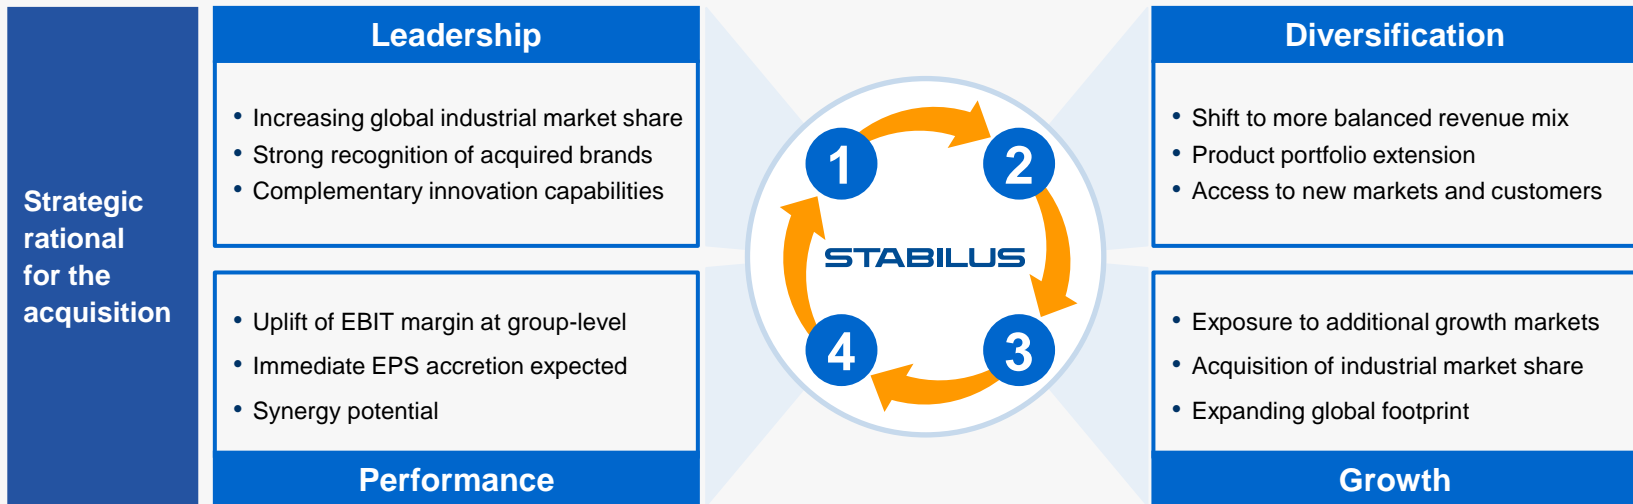 Strategic
rational
for the
acquisition
Leadership
• Increasing global industrial market share
• Strong recognition of acquired brands
• Complementary innovation capabilities
• Uplift of EBIT margin at group-level
• Immediate EPS accretion expected
• Synergy potential
Performance
1
2
STABILUS
4
3
Diversification
• Shift to more balanced revenue mix
• Product portfolio extension
• Access to new markets and customers
• Exposure to additional growth markets
• Acquisition of industrial market share
• Expanding global footprint
Growth